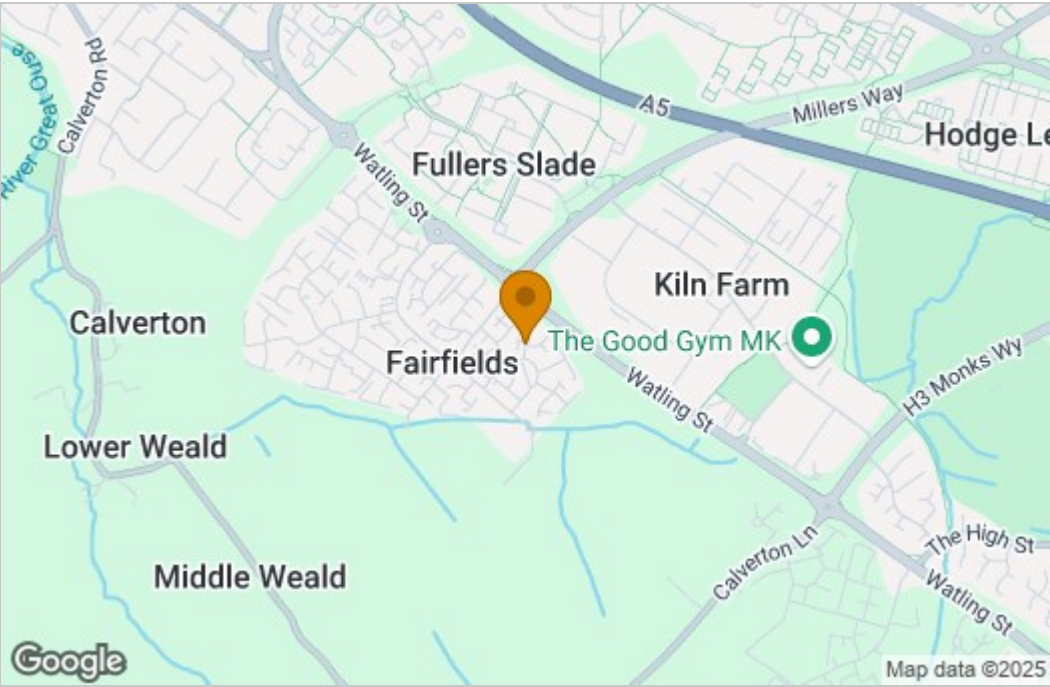 River Great Ouse
Calverton Rd
A5
Millers Way
Hodge Le
Fullers Slade
Watling St
Kiln Farm
Calverton
The Good Gym MK
Fairfields
Watling St
H3 Monks Wy
Lower Weald
The High St
Calverton Ln
Middle Weald
Watling St
Google
Map data ©2025